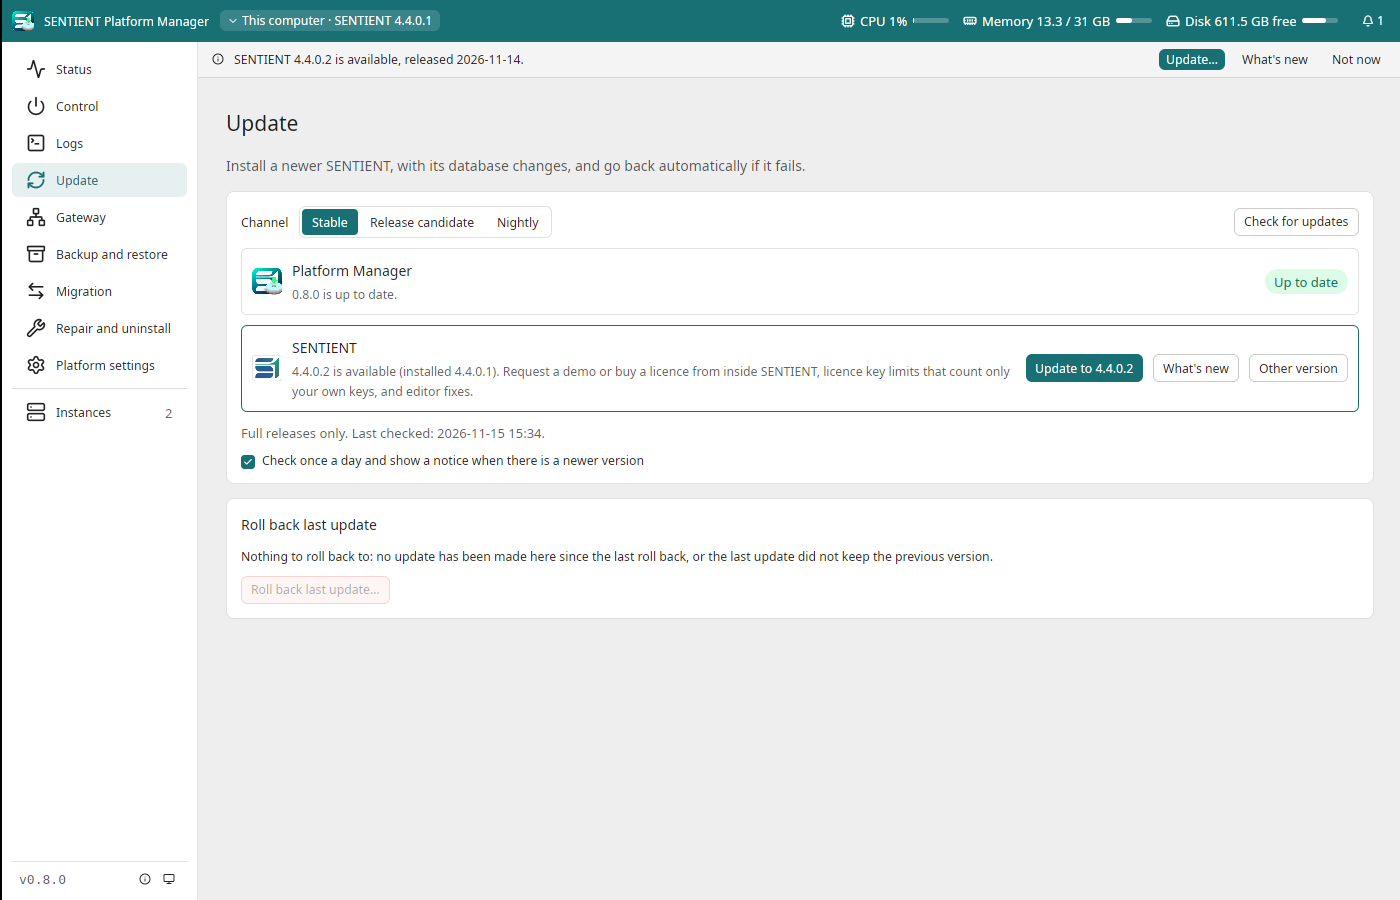 SENTIENT Platform Manager
This computer · SENTIENT 4.4.0.1
CPU 1%
Memory 13.3 / 31 GB
Disk 611.5 GB free
1
Status
Control
Logs
Update
Gateway
Backup and restore
Migration
Repair and uninstall
Platform settings
Instances 2
v0.8.0
SENTIENT 4.4.0.2 is available, released 2026-11-14.
Update...
What's new
Not now
Update
Install a newer SENTIENT, with its database changes, and go back automatically if it fails.
Channel
Stable
Release candidate
Nightly
Check for updates
Platform Manager
0.8.0 is up to date.
Up to date
SENTIENT
4.4.0.2 is available (installed 4.4.0.1). Request a demo or buy a licence from inside SENTIENT, licence key limits that count only
your own keys, and editor fixes.
Update to 4.4.0.2
What's new
Other version
Full releases only. Last checked: 2026-11-15 15:34.
Check once a day and show a notice when there is a newer version
Roll back last update
Nothing to roll back to: no update has been made here since the last roll back, or the last update did not keep the previous version.
Roll back last update...